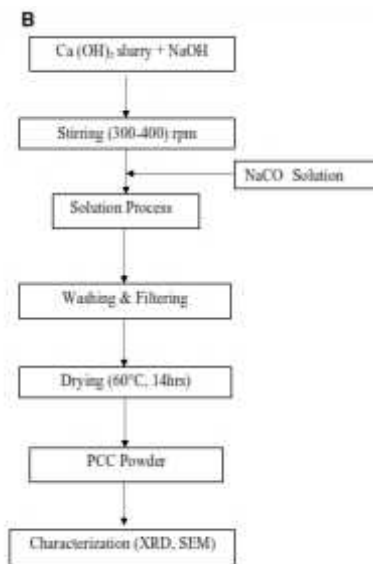 B
Ca (OH)₂ slurry + NaOH
Stirring (300-400) rpm
NaCO Solution
Solution Process
Washing & Filtering
Drying (60°C, 14hrs)
PCC Powder
Characterization (XRD, SEM)